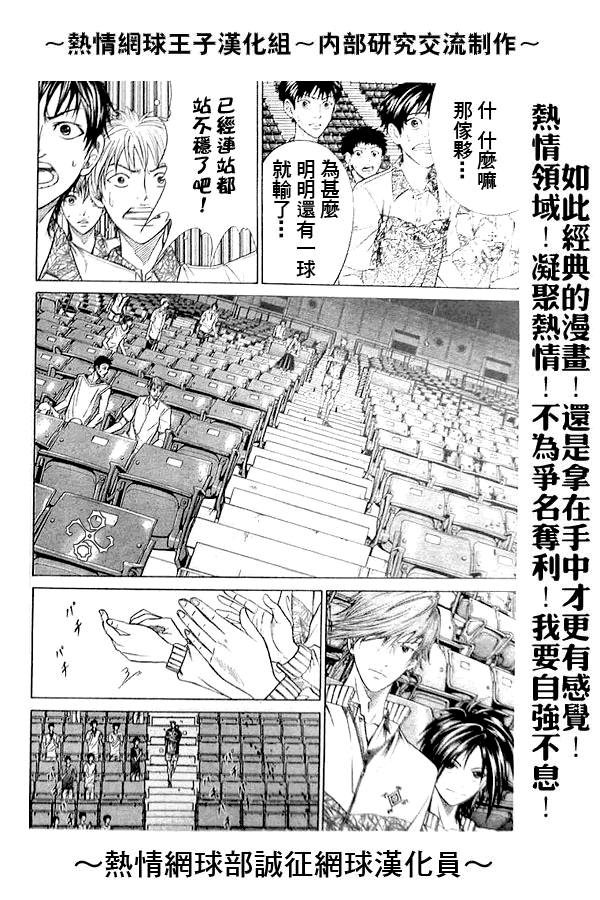 ～熱情網球王子漢化組～內部研究交流制作～
什 什麼嘛
那傢夥…
為甚麼
明明還有一球
就輸了…
已經連站都
站不穩了吧！
如此經典的漫畫！還是拿在手中才更有感覺！
熱情領域！凝聚熱情！不為爭名奪利！我要自強不息！
パチ
パチ
～熱情網球部誠征網球漢化員～